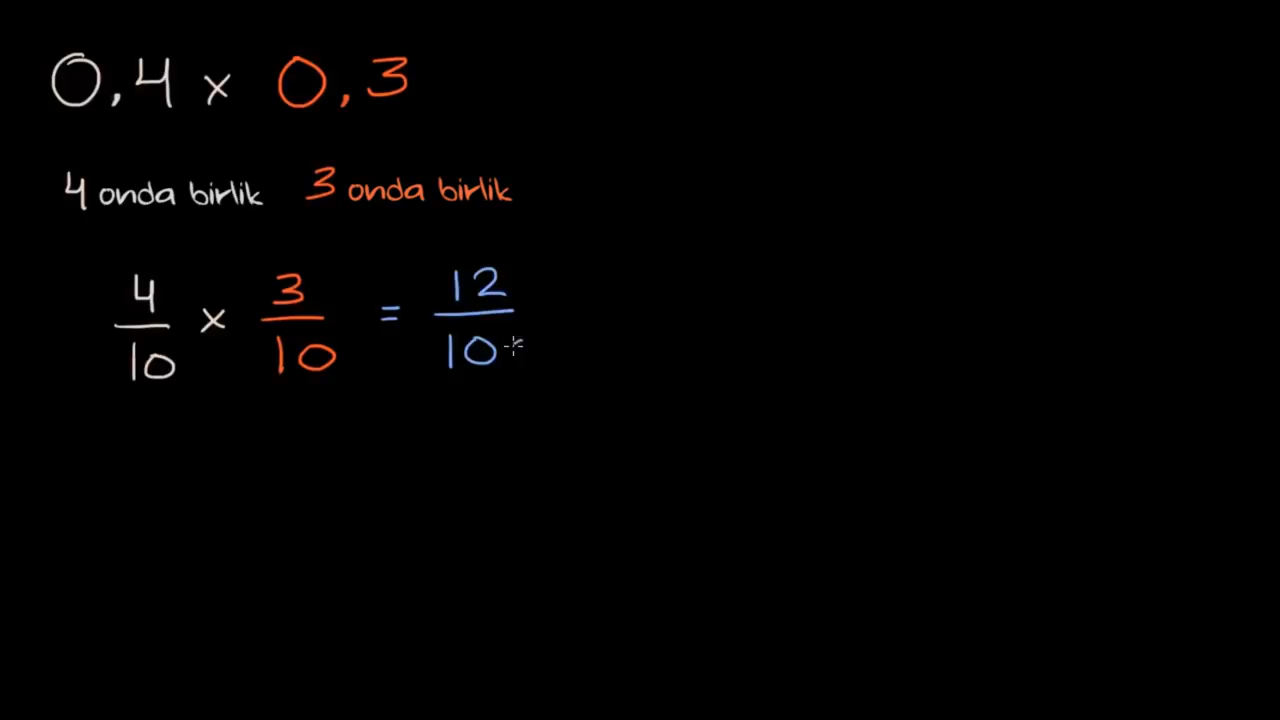 0,4 x 0,3
4 onda birlik 3 onda birlik
4/10 x 3/10 = 12/10